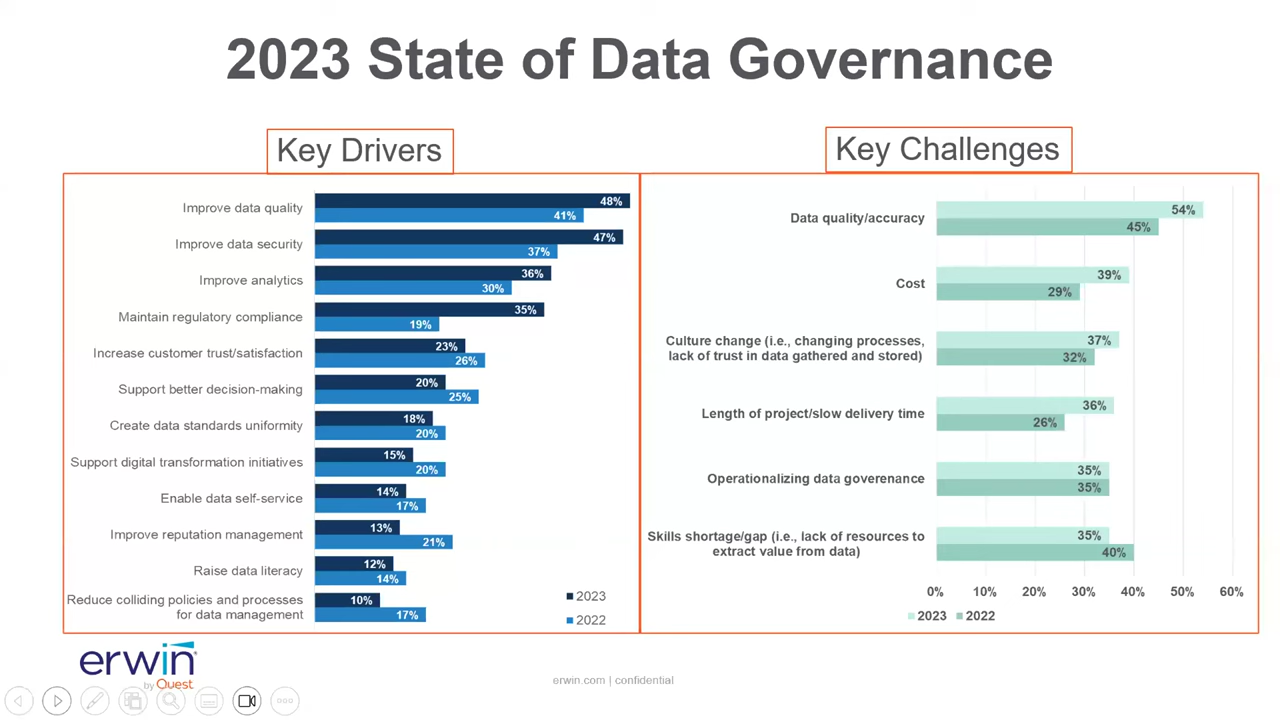 2023 State of Data Governance
Key Drivers
Improve data quality
48%
41%
Improve data security
47%
37%
Improve analytics
36%
30%
Maintain regulatory compliance
35%
19%
Increase customer trust/satisfaction
23%
26%
Support better decision-making
20%
25%
Create data standards uniformity
18%
20%
Support digital transformation initiatives
15%
20%
Enable data self-service
14%
17%
Improve reputation management
13%
21%
Raise data literacy
12%
14%
Reduce colliding policies and processes
for data management
10%
17%
2023
2022
Key Challenges
Data quality/accuracy
54%
45%
Cost
39%
29%
Culture change (i.e., changing processes,
lack of trust in data gathered and stored)
37%
32%
Length of project/slow delivery time
36%
26%
Operationalizing data goverenance
35%
35%
Skills shortage/gap (i.e., lack of resources to
extract value from data)
35%
40%
0% 10% 20% 30% 40% 50% 60%
2023 2022
erwin
by Quest
erwin.com | confidential